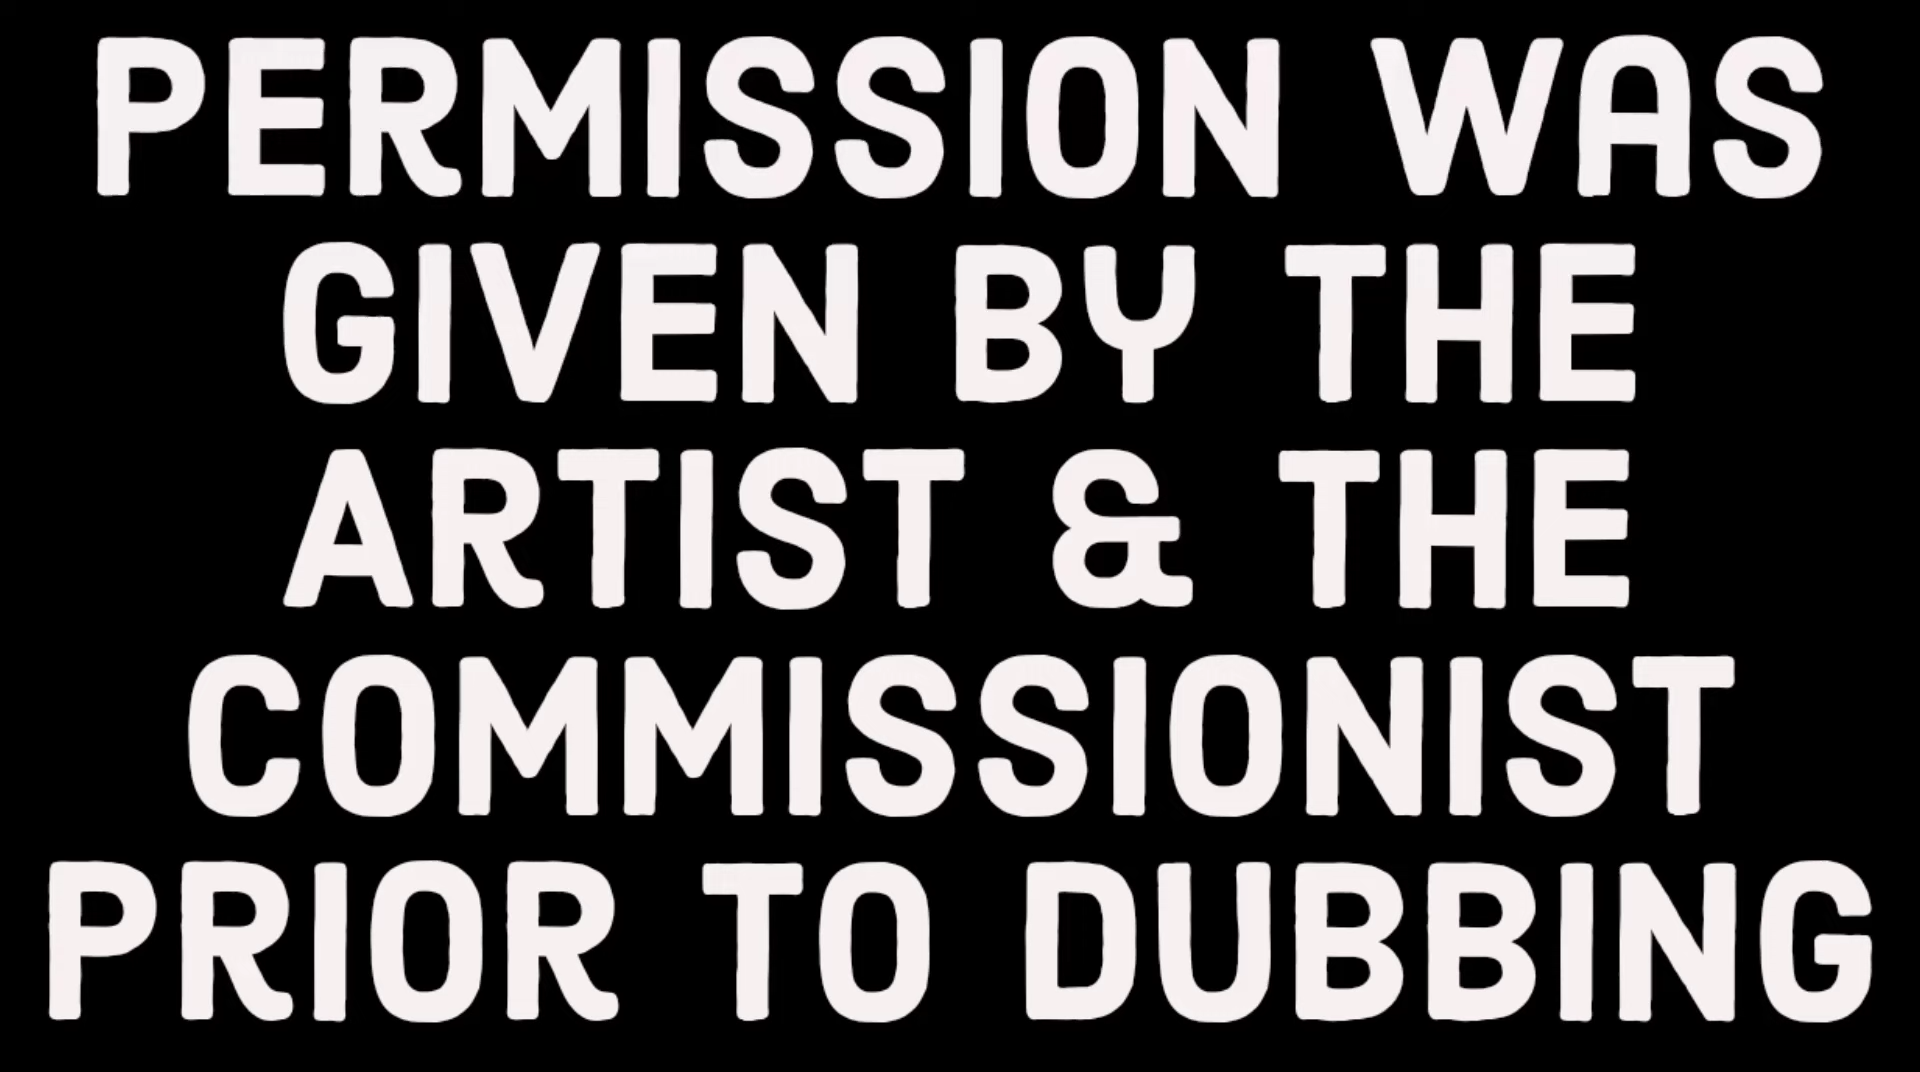 PERMISSION WAS
GIVEN BY THE
ARTIST & THE
COMMISSIONIST
PRIOR TO DUBBING